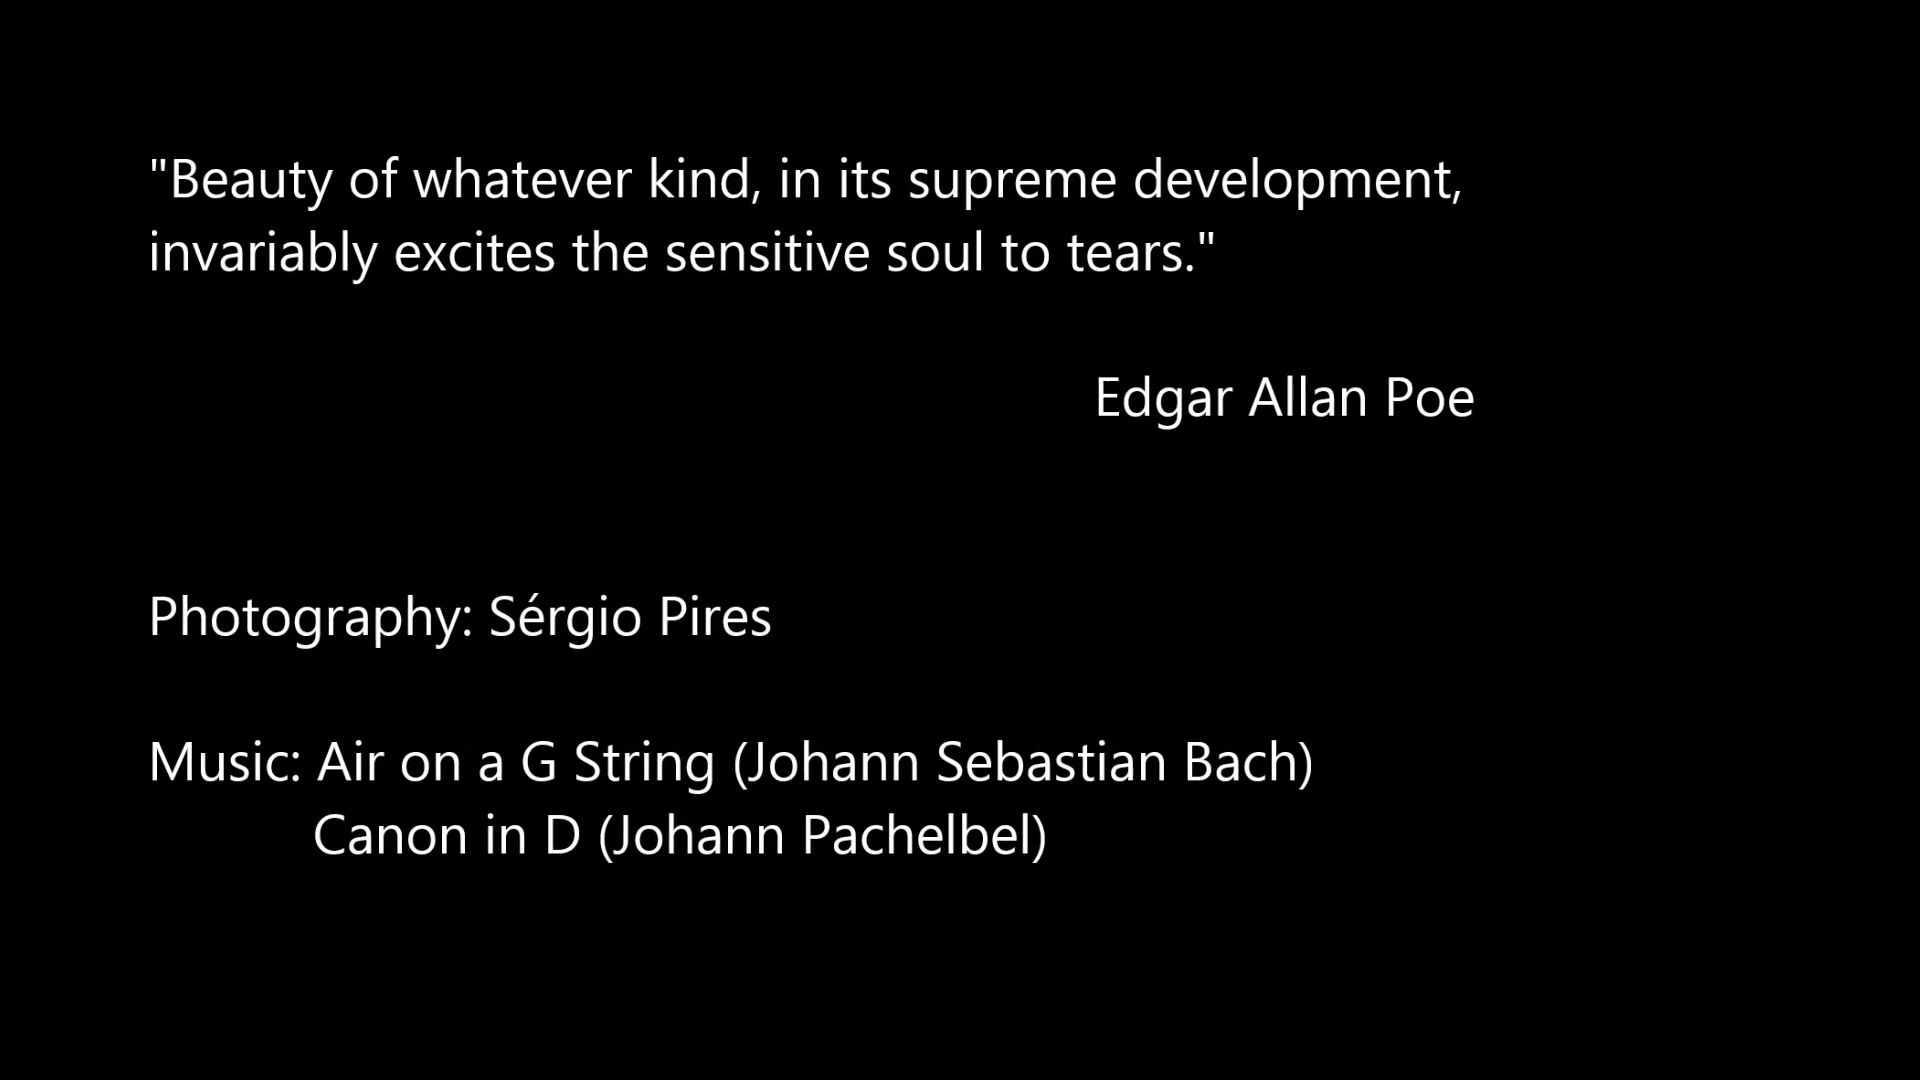 "Beauty of whatever kind, in its supreme development,
invariably excites the sensitive soul to tears."
Edgar Allan Poe
Photography: Sérgio Pires
Music: Air on a G String (Johann Sebastian Bach)
Canon in D (Johann Pachelbel)